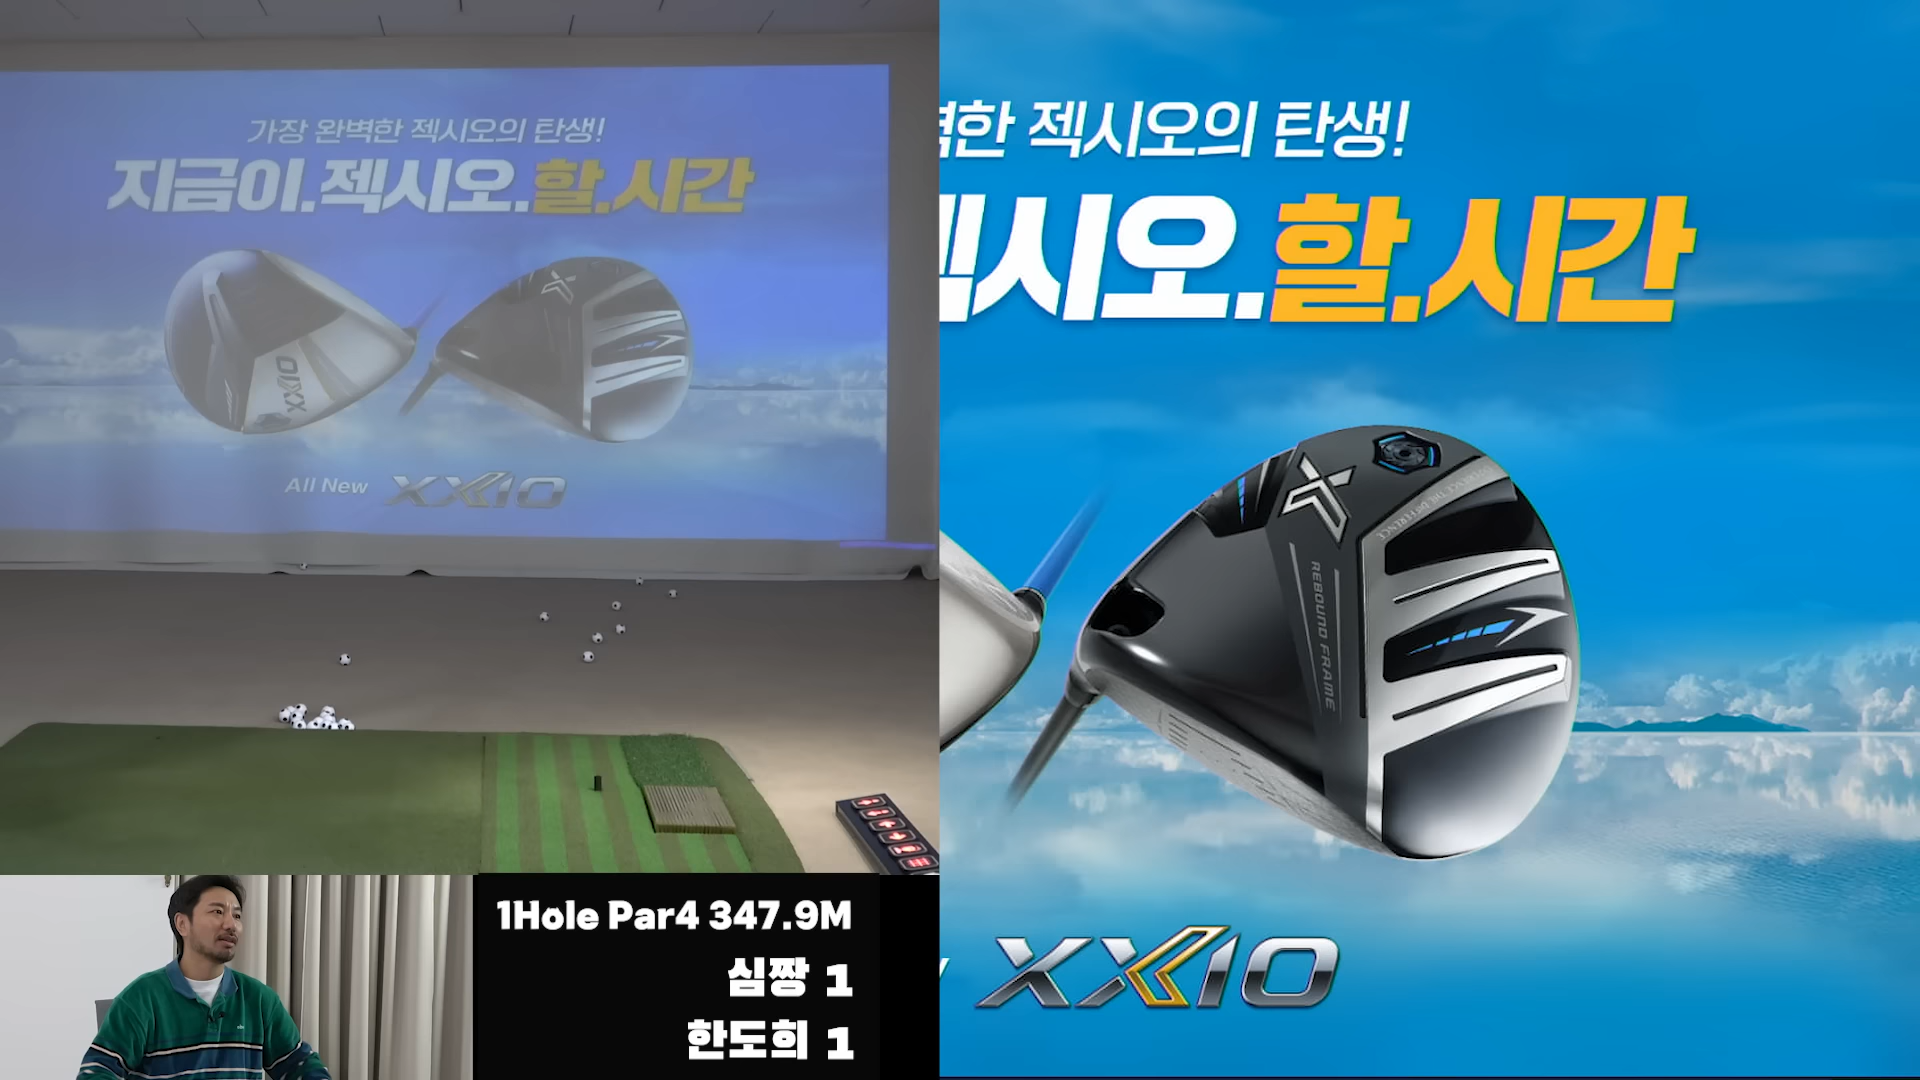 가장 완벽한 젝시오의 탄생!
지금이.젝시오.할.시간
XXIO
All New XXIO
벽한 젝시오의 탄생!
젝시오.할.시간
REBOUND FRAME
XXIO
1Hole Par4 347.9M
심짱 1
한도희 1